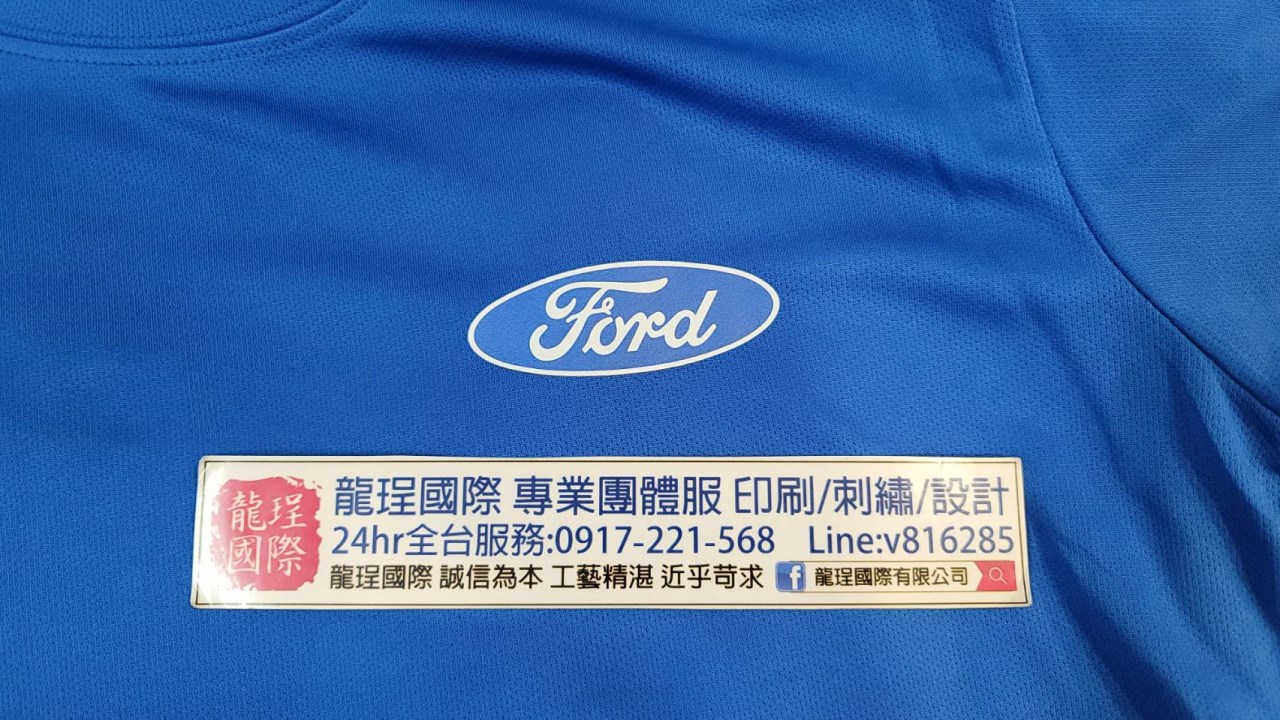 Ford
龍珵
國際
龍珵國際 專業團體服 印刷/刺繡/設計
24hr全台服務:0917-221-568 Line:v816285
龍珵國際 誠信為本 工藝精湛 近乎苛求 f 龍珵國際有限公司